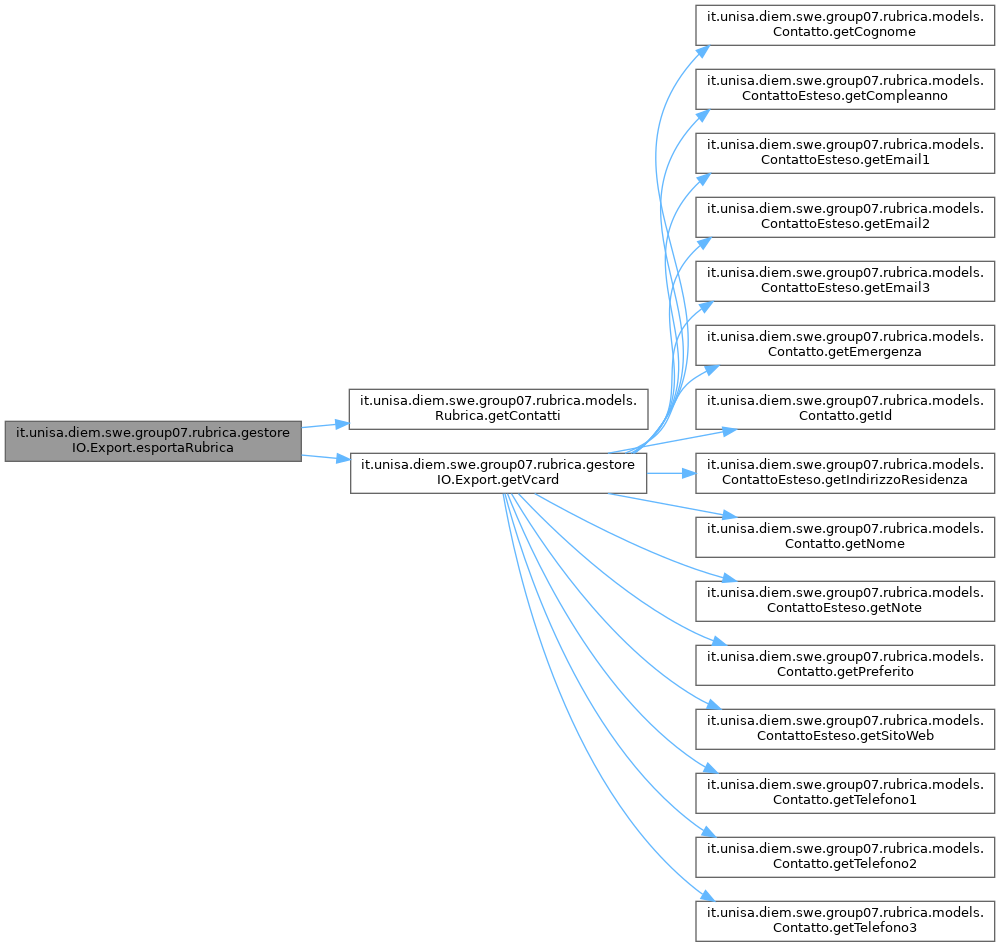 it.unisa.diem.swe.group07.rubrica.gestore
IO.Export.esportaRubrica
it.unisa.diem.swe.group07.rubrica.models.
Rubrica.getContatti
it.unisa.diem.swe.group07.rubrica.gestore
IO.Export.getVcard
it.unisa.diem.swe.group07.rubrica.models.
Contatto.getCognome
it.unisa.diem.swe.group07.rubrica.models.
ContattoEsteso.getCompleanno
it.unisa.diem.swe.group07.rubrica.models.
ContattoEsteso.getEmail1
it.unisa.diem.swe.group07.rubrica.models.
ContattoEsteso.getEmail2
it.unisa.diem.swe.group07.rubrica.models.
ContattoEsteso.getEmail3
it.unisa.diem.swe.group07.rubrica.models.
Contatto.getEmergenza
it.unisa.diem.swe.group07.rubrica.models.
Contatto.getId
it.unisa.diem.swe.group07.rubrica.models.
ContattoEsteso.getIndirizzoResidenza
it.unisa.diem.swe.group07.rubrica.models.
Contatto.getNome
it.unisa.diem.swe.group07.rubrica.models.
ContattoEsteso.getNote
it.unisa.diem.swe.group07.rubrica.models.
Contatto.getPreferito
it.unisa.diem.swe.group07.rubrica.models.
ContattoEsteso.getSitoWeb
it.unisa.diem.swe.group07.rubrica.models.
Contatto.getTelefono1
it.unisa.diem.swe.group07.rubrica.models.
Contatto.getTelefono2
it.unisa.diem.swe.group07.rubrica.models.
Contatto.getTelefono3